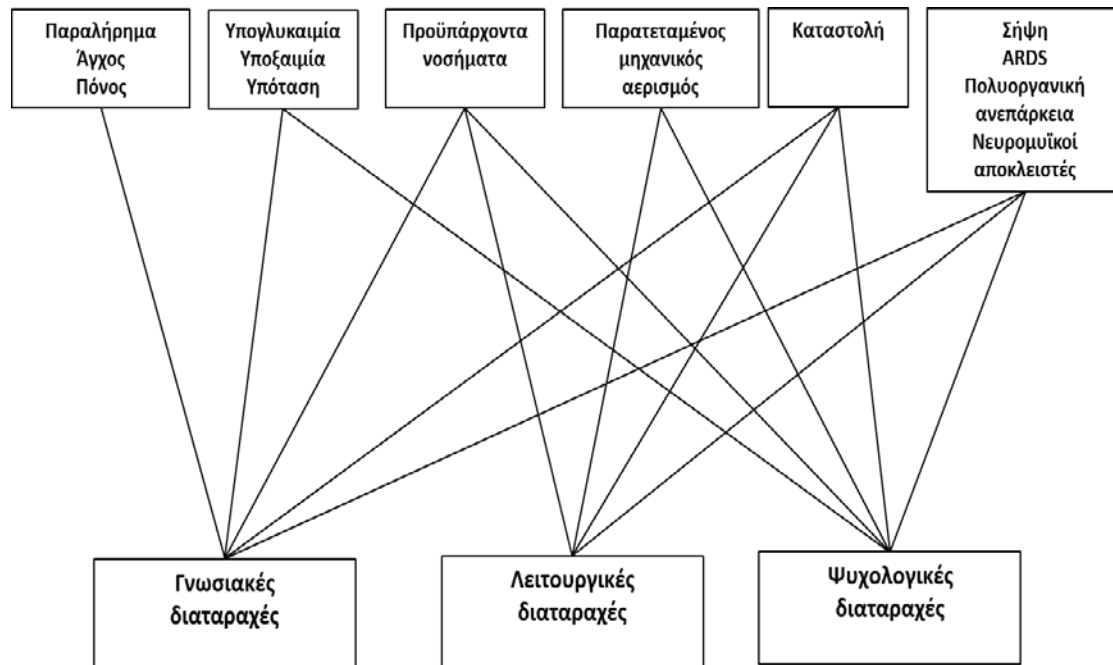 Παραλήρημα
Άγχος
Πόνος
Υπογλυκαιμία
Υποξαιμία
Υπόταση
Προϋπάρχοντα
νοσήματα
Παρατεταμένος
μηχανικός
αερισμός
Καταστολή
Σήψη
ARDS
Πολυοργανική
ανεπάρκεια
Νευρομυϊκοί
αποκλειστές
Γνωσιακές
διαταραχές
Λειτουργικές
διαταραχές
Ψυχολογικές
διαταραχές